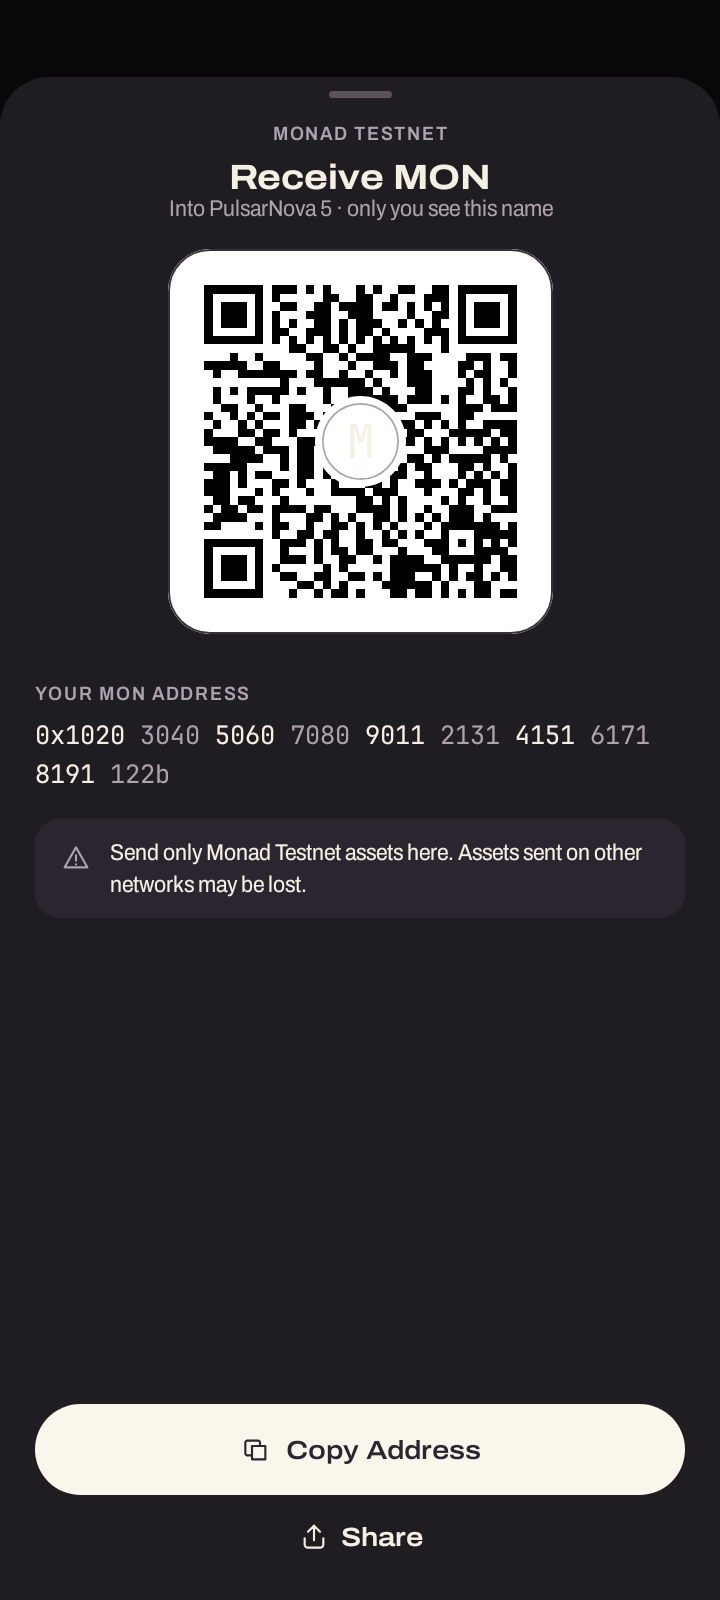 MONAD TESTNET
Receive MON
Into PulsarNova 5 · only you see this name
M
YOUR MON ADDRESS
0x1020 3040 5060 7080 9011 2131 4151 6171
8191 122b
Send only Monad Testnet assets here. Assets sent on other
networks may be lost.
Copy Address
Share